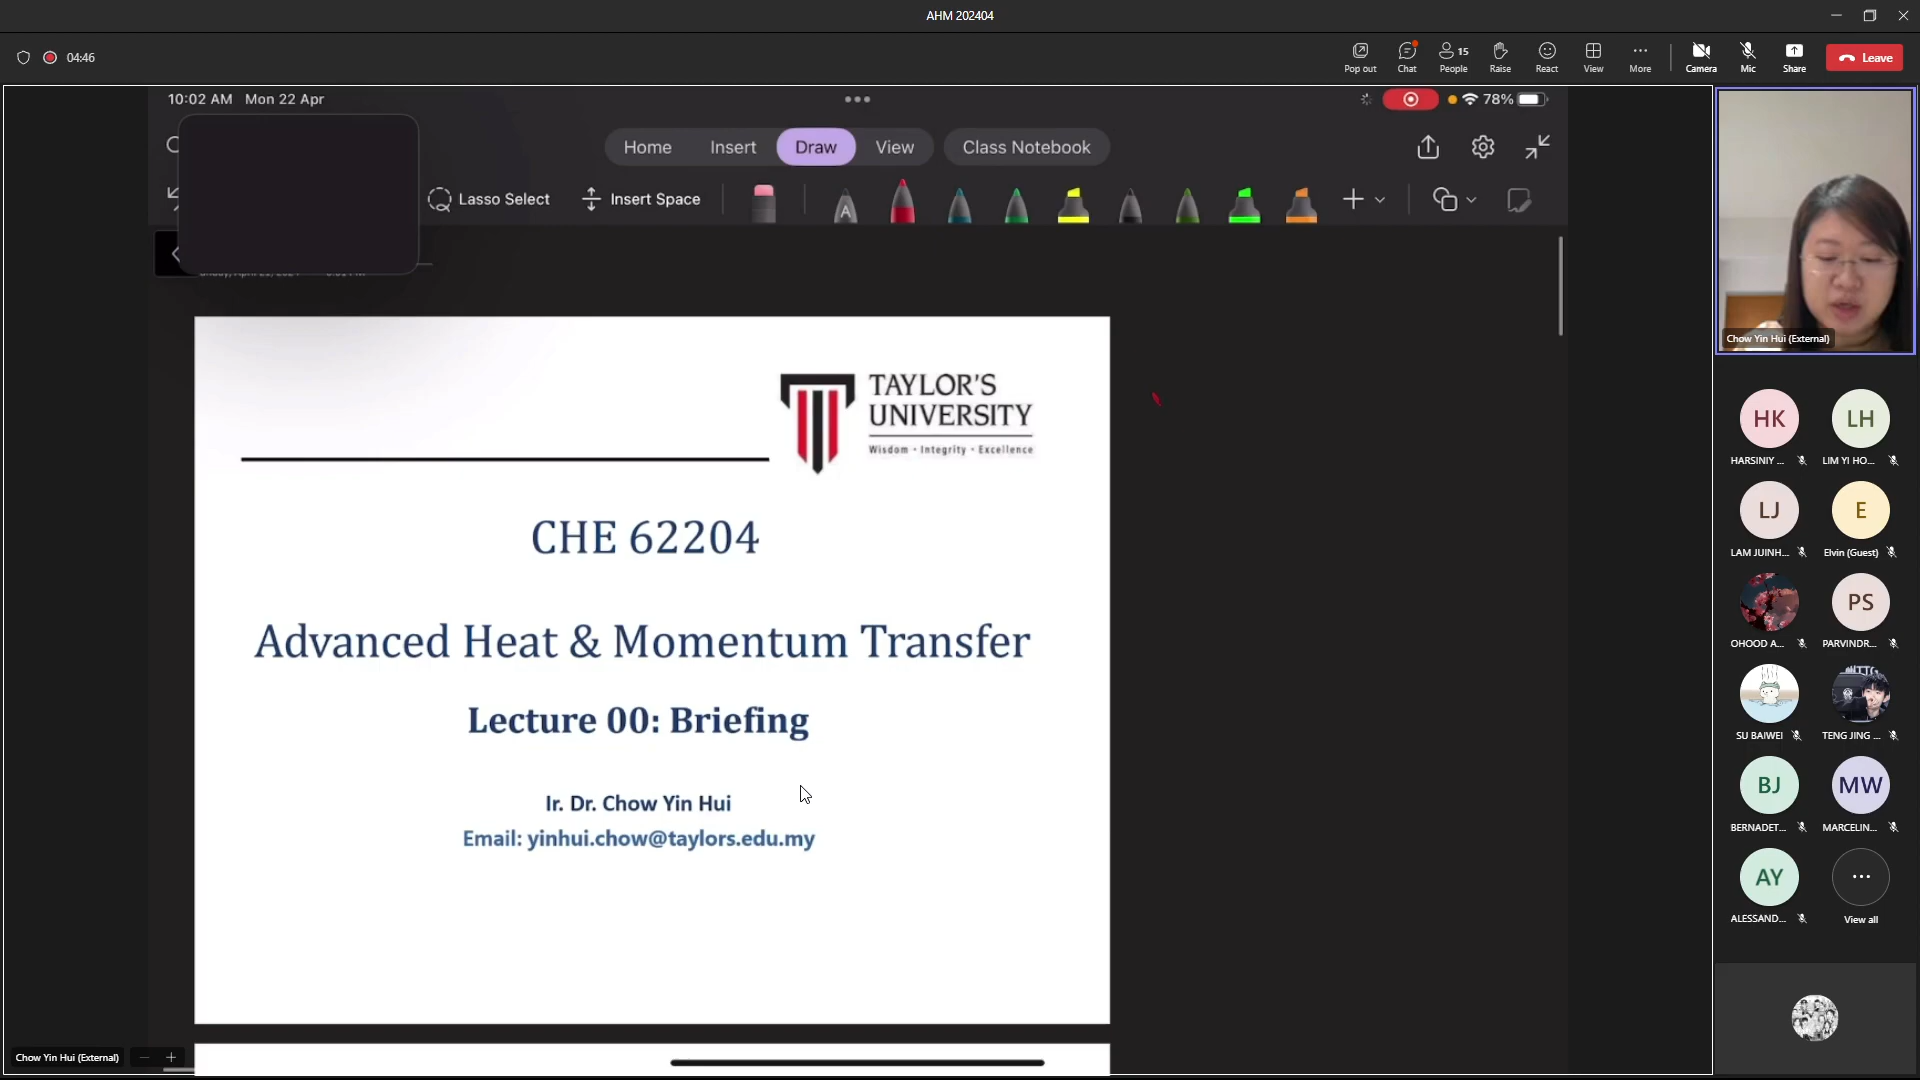 AHM 202404
04:46
Pop out
Chat
15
People
Raise
React
View
More
Camera
Mic
Share
Leave
10:02 AM Mon 22 Apr
78%
Home
Insert
Draw
View
Class Notebook
Lasso Select
Insert Space
A
TAYLOR'S
UNIVERSITY
Wisdom · Integrity · Excellence
CHE 62204
Advanced Heat & Momentum Transfer
Lecture 00: Briefing
Ir. Dr. Chow Yin Hui
Email: yinhui.chow@taylors.edu.my
Chow Yin Hui (External)
Chow Yin Hui (External)
HK
LH
HARSINIY ...
LIM YI HO...
LJ
E
LAM JUINH...
Elvin (Guest)
PS
OHOOD A...
PARVINDR...
SU BAIWEI
TENG JING ...
BJ
MW
BERNADET...
MARCELIN...
AY
ALESSAND...
View all